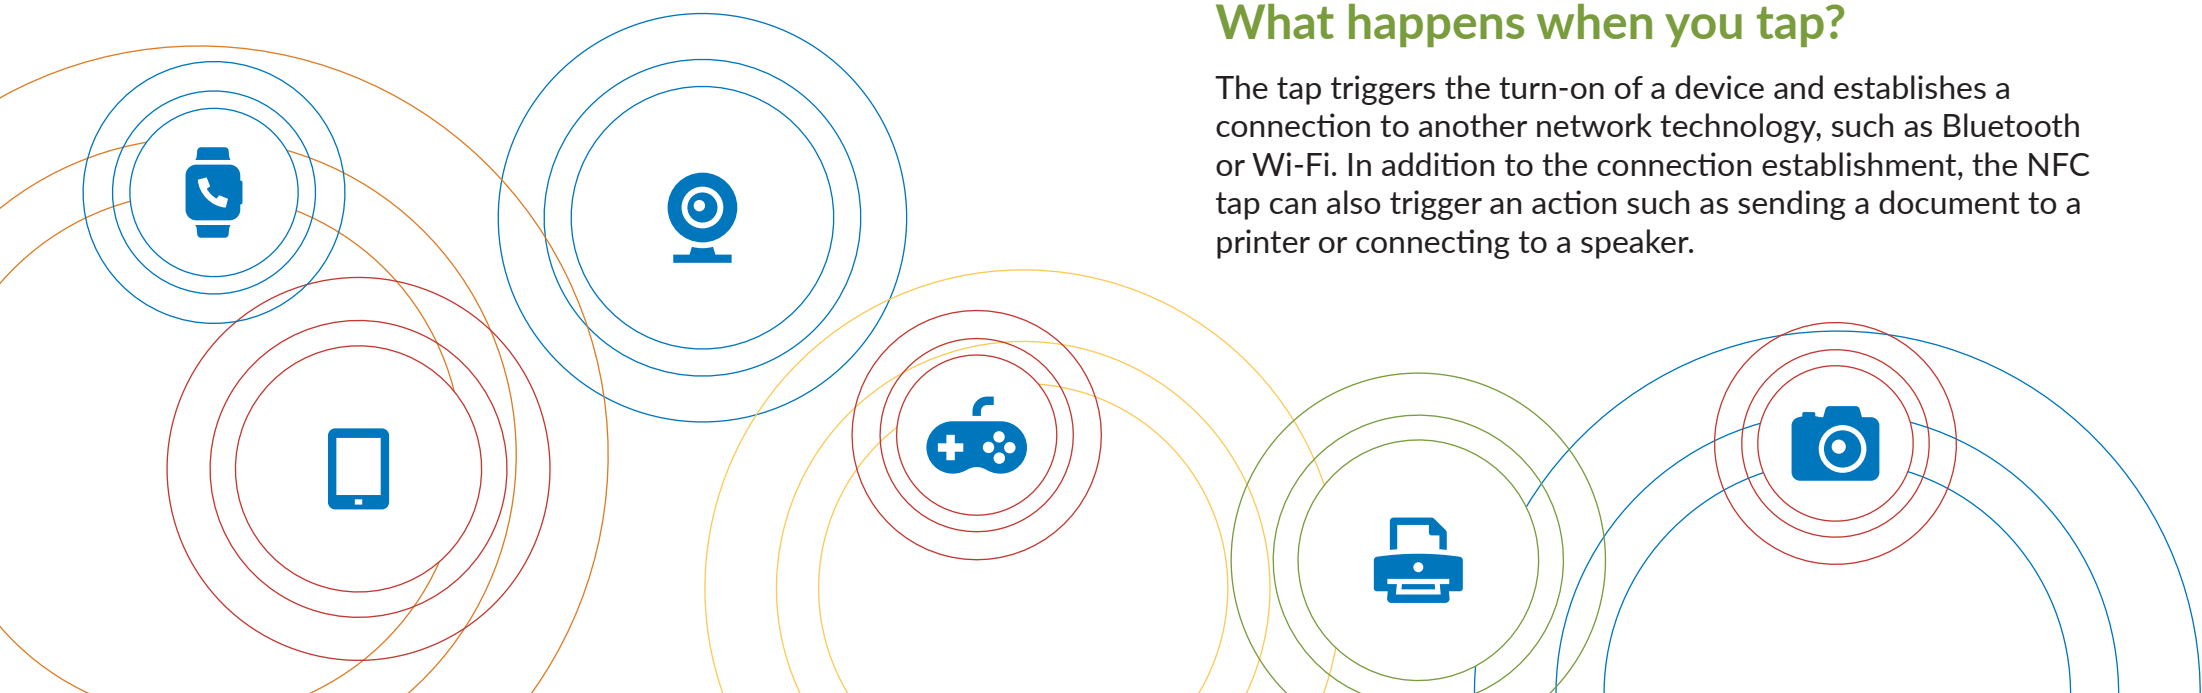 What happens when you tap?
The tap triggers the turn-on of a device and establishes a
connection to another network technology, such as Bluetooth
or Wi-Fi. In addition to the connection establishment, the NFC
tap can also trigger an action such as sending a document to a
printer or connecting to a speaker.